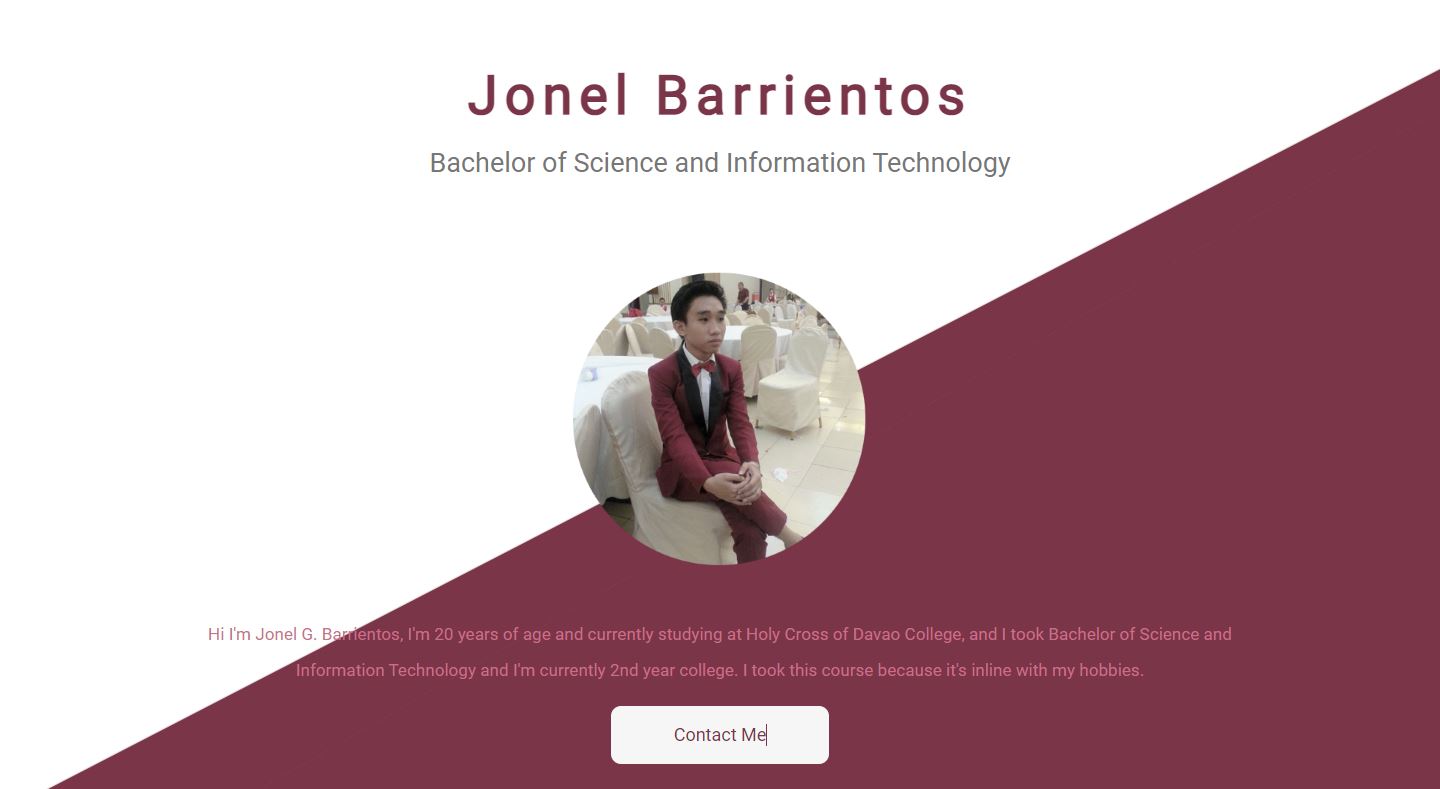 Jonel Barrientos
Bachelor of Science and Information Technology
Hi I'm Jonel G. Barrientos, I'm 20 years of age and currently studying at Holy Cross of Davao College, and I took Bachelor of Science and
Information Technology and I'm currently 2nd year college. I took this course because it's inline with my hobbies.
Contact Me